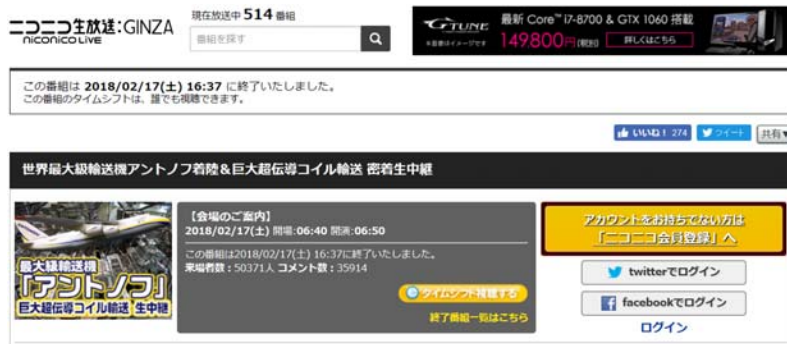 ニコニコ生放送:GINZA
niconico LIVE
現在放送中 514 番組
番組を探す
G TUNE
最新 Core™ i7-8700 & GTX 1060 搭載
※画像はイメージです
149,800円(税別)
詳しくはこちら
この番組は 2018/02/17(土) 16:37 に終了いたしました。
この番組のタイムシフトは、誰でも視聴できます。
いいね! 274
ツイート
共有▼
世界最大級輸送機アントノフ着陸&巨大超伝導コイル輸送 密着生中継
最大級輸送機
「アントノフ」
巨大超伝導コイル輸送 生中継
【会場のご案内】
2018/02/17(土) 開場:06:40 開演:06:50
この番組は2018/02/17(土) 16:37に終了いたしました。
来場者数:50371人 コメント数:35914
タイムシフト視聴する
終了番組一覧はこちら
アカウントをお持ちでない方は
「ニコニコ会員登録」へ
twitterでログイン
facebookでログイン
ログイン